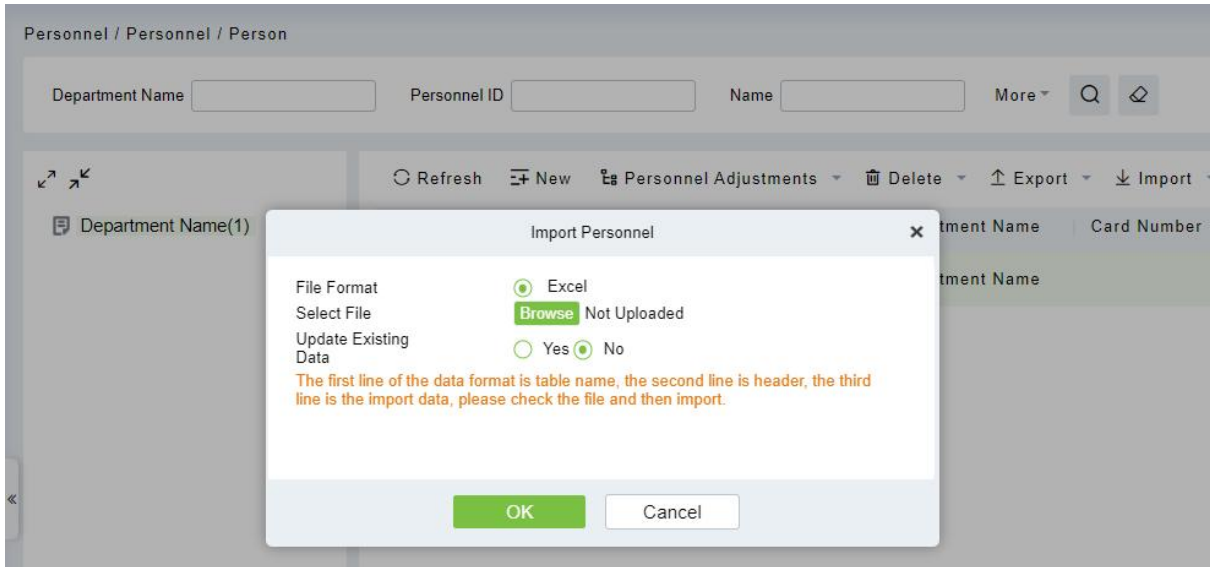 Personnel / Personnel / Person
Department Name Personnel ID Name More
Refresh New Personnel Adjustments Delete Export Import
Department Name(1)
tment Name Card Number
tment Name
Import Personnel
File Format Excel
Select File Browse Not Uploaded
Update Existing
Data
Yes No
The first line of the data format is table name, the second line is header, the third
line is the import data, please check the file and then import.
OK Cancel